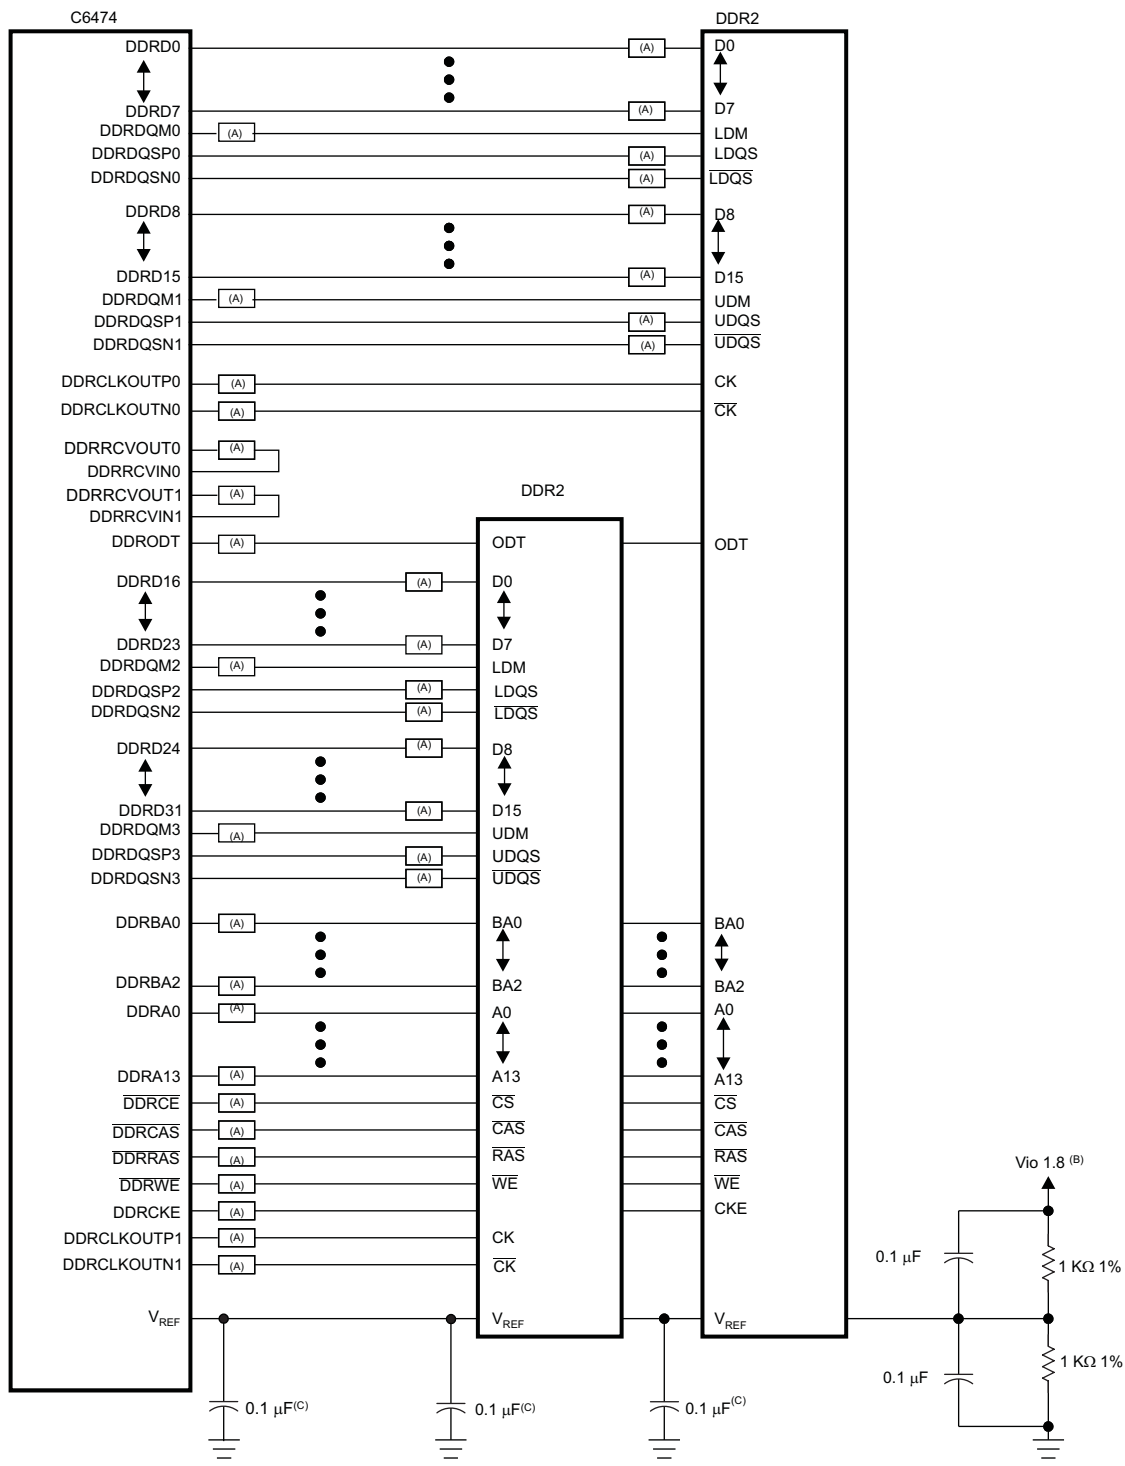 C6474 DDR2
DDRD0 (A) D0
DDRD7 (A) D7
DDRDQM0 (A) LDM
DDRDQSP0 (A) LDQS
DDRDQSN0 (A) LDQS
DDRD8 (A) D8
DDRD15 (A) D15
DDRDQM1 (A) UDM
DDRDQSP1 (A) UDQS
DDRDQSN1 (A) UDQS
DDRCLKOUTP0 (A) CK
DDRCLKOUTN0 (A) CK
DDRRCVOUT0 (A)
DDRRCVIN0
DDRRCVOUT1 (A)
DDRRCVIN1
DDR2
DDRODT (A) ODT ODT
DDRD16 (A) D0
DDRD23 (A) D7
DDRDQM2 (A) LDM
DDRDQSP2 (A) LDQS
DDRDQSN2 (A) LDQS
DDRD24 (A) D8
DDRD31 (A) D15
DDRDQM3 (A) UDM
DDRDQSP3 (A) UDQS
DDRDQSN3 (A) UDQS
DDRBA0 (A) BA0 BA0
DDRBA2 (A) BA2 BA2
DDRA0 (A) A0 A0
DDRA13 (A) A13 A13
DDRCE (A) CS CS
DDRCAS (A) CAS CAS
DDRRAS (A) RAS RAS
DDRWE (A) WE WE
DDRCKE (A) CKE
DDRCLKOUTP1 (A) CK
DDRCLKOUTN1 (A) CK
VREF VREF VREF
Vio 1.8 (B)
0.1 µF 1 KΩ 1%
0.1 µF 1 KΩ 1%
0.1 µF(C) 0.1 µF(C) 0.1 µF(C)